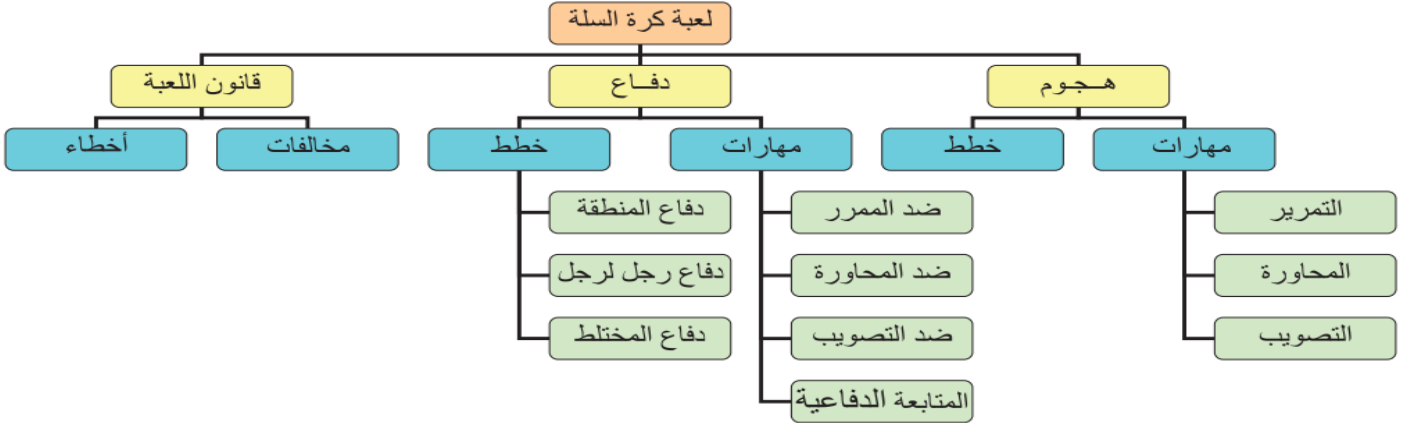 لعبة كرة السلة
هــجــوم
دفــاع
قانون اللعبة
مهارات
خطط
مهارات
خطط
مخالفات
أخطاء
التمرير
ضد الممرر
دفاع المنطقة
المحاورة
ضد المحاورة
دفاع رجل لرجل
التصويب
ضد التصويب
دفاع المختلط
المتابعة الدفاعية